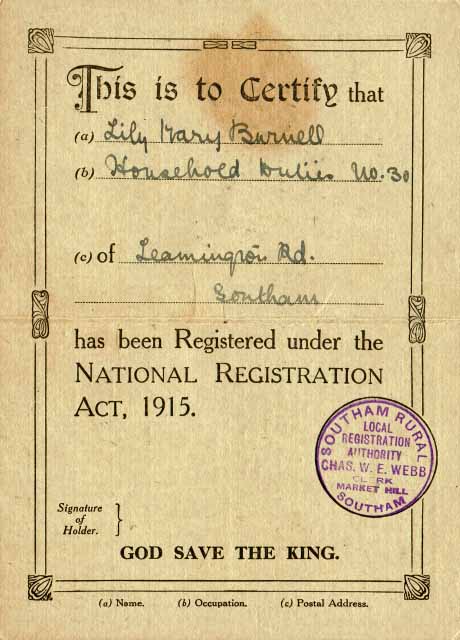 This is to Certify that
(a) Lily Mary Burnell
(b) Household Duties No. 30
(c) of Leamington Rd.
Southam
has been Registered under the
NATIONAL REGISTRATION
ACT, 1915.
SOUTHAM RURAL
LOCAL
REGISTRATION
AUTHORITY
CHAS. W. E. WEBB
CLERK
MARKET HILL
SOUTHAM
Signature
of
Holder. }
GOD SAVE THE KING.
(a) Name. (b) Occupation. (c) Postal Address.